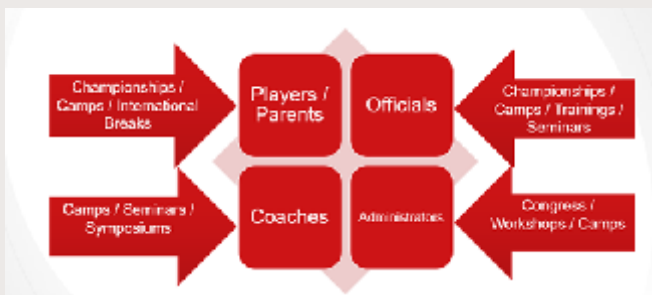 Championships /
Camps / International
Breaks
Players /
Parents
Officials
Championships /
Camps / Trainings /
Seminars
Camps / Seminars /
Symposiums
Coaches
Administrators
Congress /
Workshops / Camps